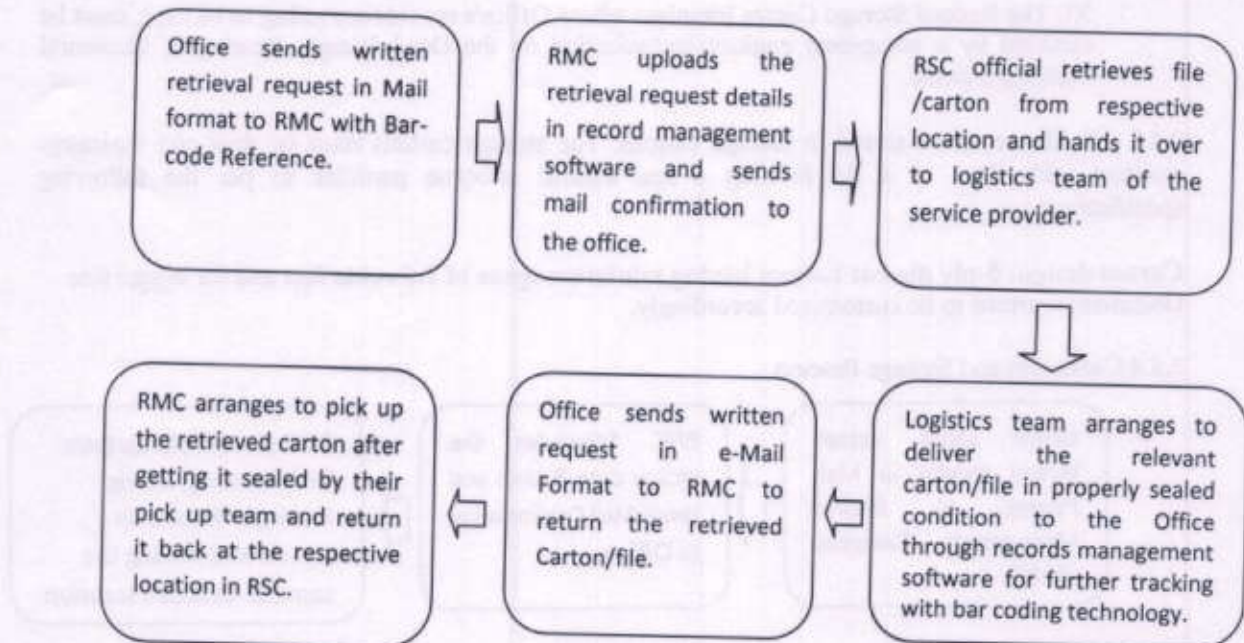 Office sends written
retrieval request in Mail
format to RMC with Bar-
code Reference.
RMC uploads the
retrieval request details
in record management
software and sends
mail confirmation to
the office.
RSC official retrieves file
/carton from respective
location and hands it over
to logistics team of the
service provider.
Logistics team arranges to
deliver the relevant
carton/file in properly sealed
condition to the Office
through records management
software for further tracking
with bar coding technology.
Office sends written
request in e-Mail
Format to RMC to
return the retrieved
Carton/file.
RMC arranges to pick up
the retrieved carton after
getting it sealed by their
pick up team and return
it back at the respective
location in RSC.